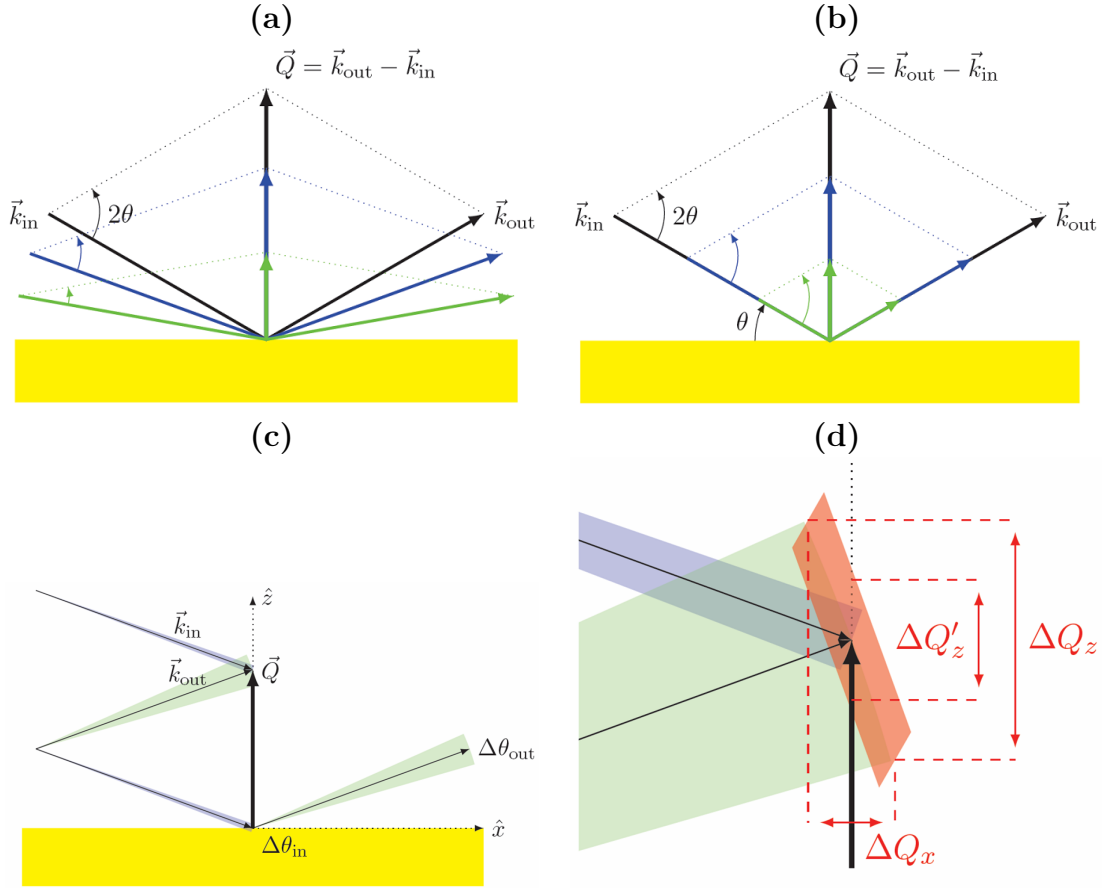 (a)
Q⃗ = k⃗out − k⃗in
k⃗in
2θ
k⃗out
(b)
Q⃗ = k⃗out − k⃗in
k⃗in
2θ
k⃗out
θ
(c)
ẑ
k⃗in
k⃗out
Q⃗
Δθout
Δθin
x̂
(d)
ΔQ′z
ΔQz
ΔQx